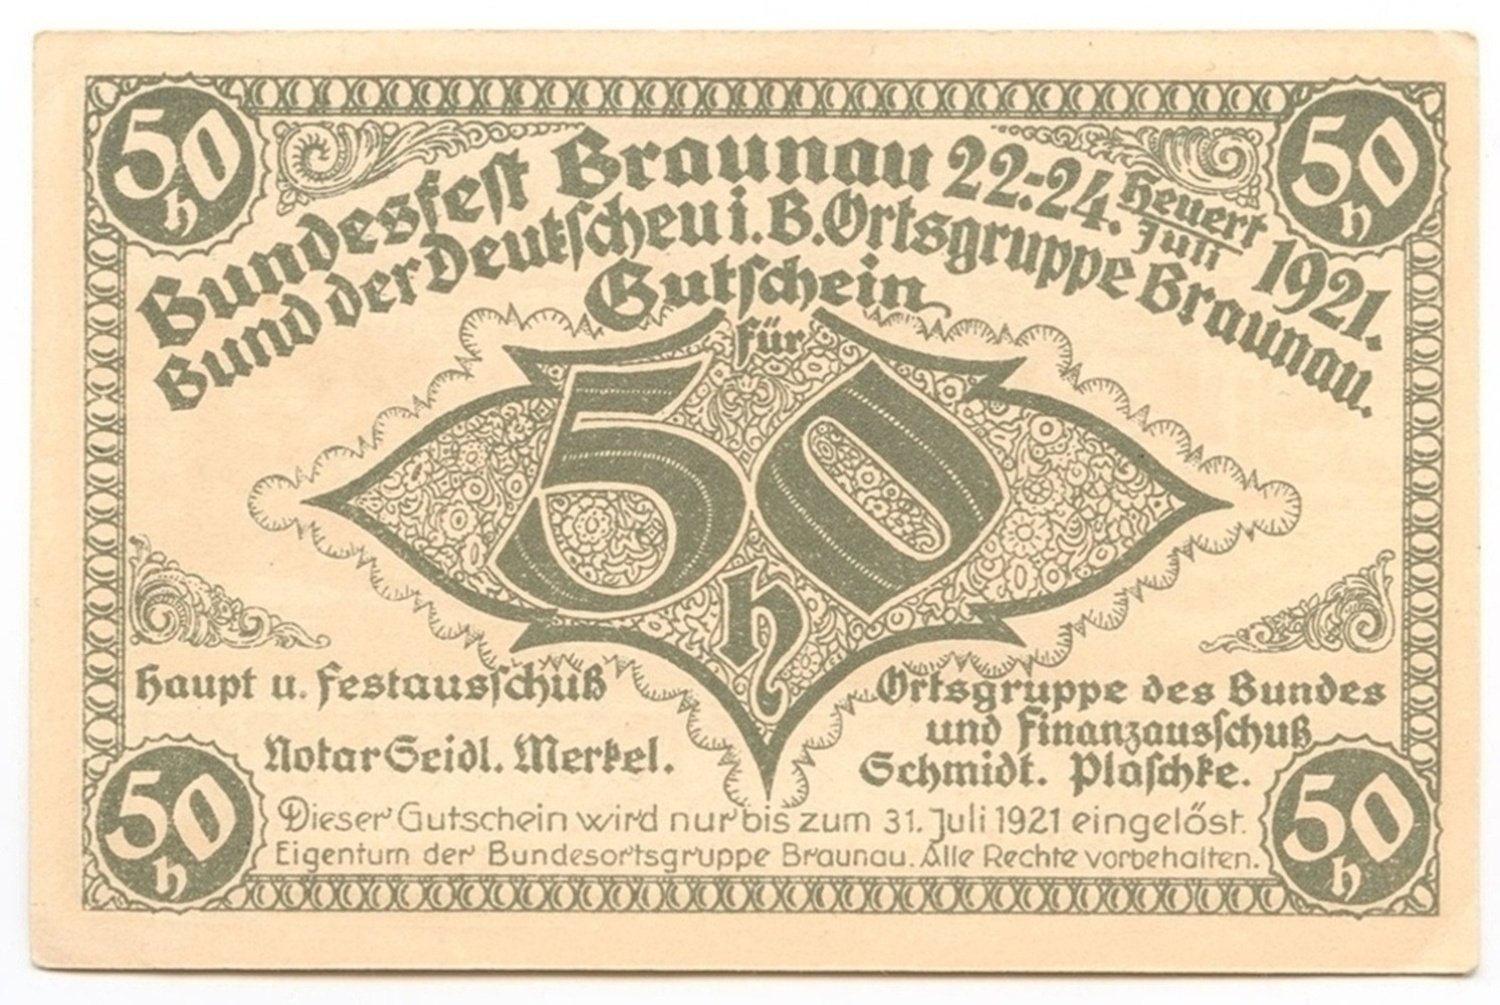 50 h
50 h
Bundesfest Braunau 22.-24. Heuert Juli 1921.
Bund der Deutschen i. B. Ortsgruppe Braunau.
Gutschein
für
50
h
Haupt u. Festausschuß
Notar Seidl. Merkel.
Ortsgruppe des Bundes
und Finanzausschuß
Schmidt. Plaschke.
50 h
50 h
Dieser Gutschein wird nur bis zum 31. Juli 1921 eingelöst.
Eigentum der Bundesortsgruppe Braunau. Alle Rechte vorbehalten.